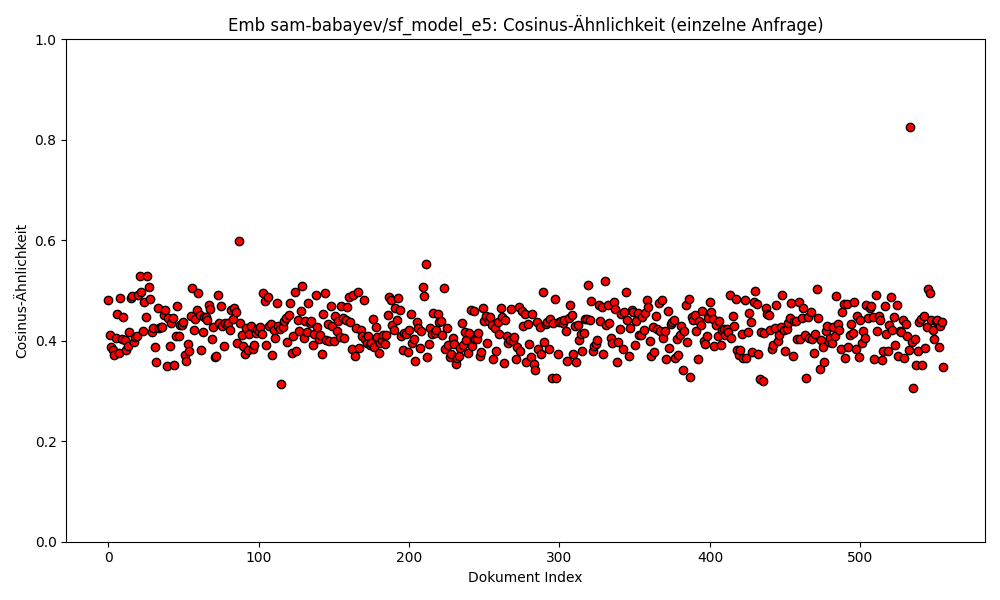 Emb sam-babayev/sf_model_e5: Cosinus-Ähnlichkeit (einzelne Anfrage)
1.0
0.8
0.6
0.4
0.2
0.0
Cosinus-Ähnlichkeit
0 100 200 300 400 500
Dokument Index